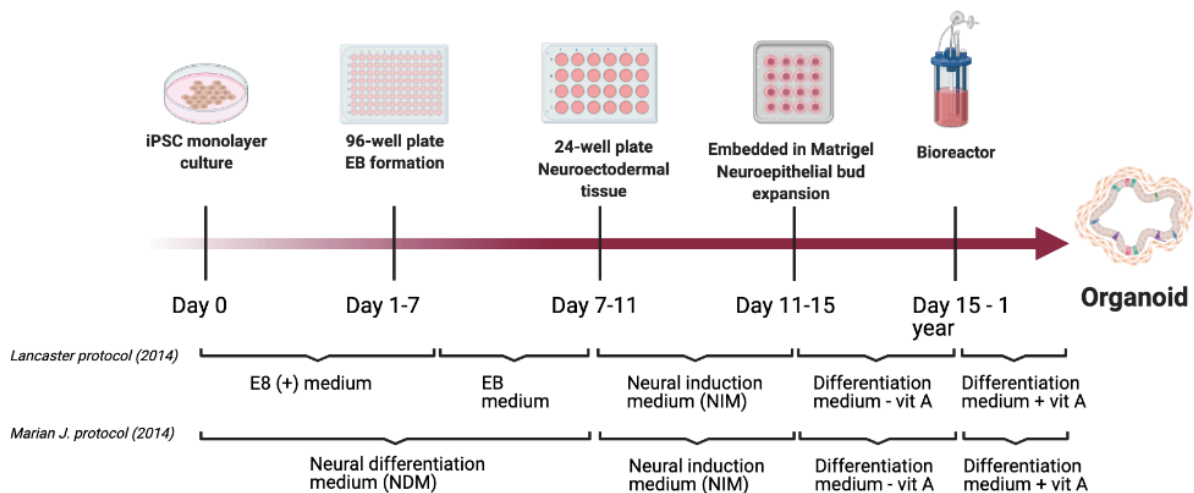 iPSC monolayer
culture
96-well plate
EB formation
24-well plate
Neuroectodermal
tissue
Embedded in Matrigel
Neuroepithelial bud
expansion
Bioreactor
Day 0
Day 1-7
Day 7-11
Day 11-15
Day 15 - 1
year
Organoid
Lancaster protocol (2014)
E8 (+) medium
EB
medium
Neural induction
medium (NIM)
Differentiation
medium - vit A
Differentiation
medium + vit A
Marian J. protocol (2014)
Neural differentiation
medium (NDM)
Neural induction
medium (NIM)
Differentiation
medium - vit A
Differentiation
medium + vit A